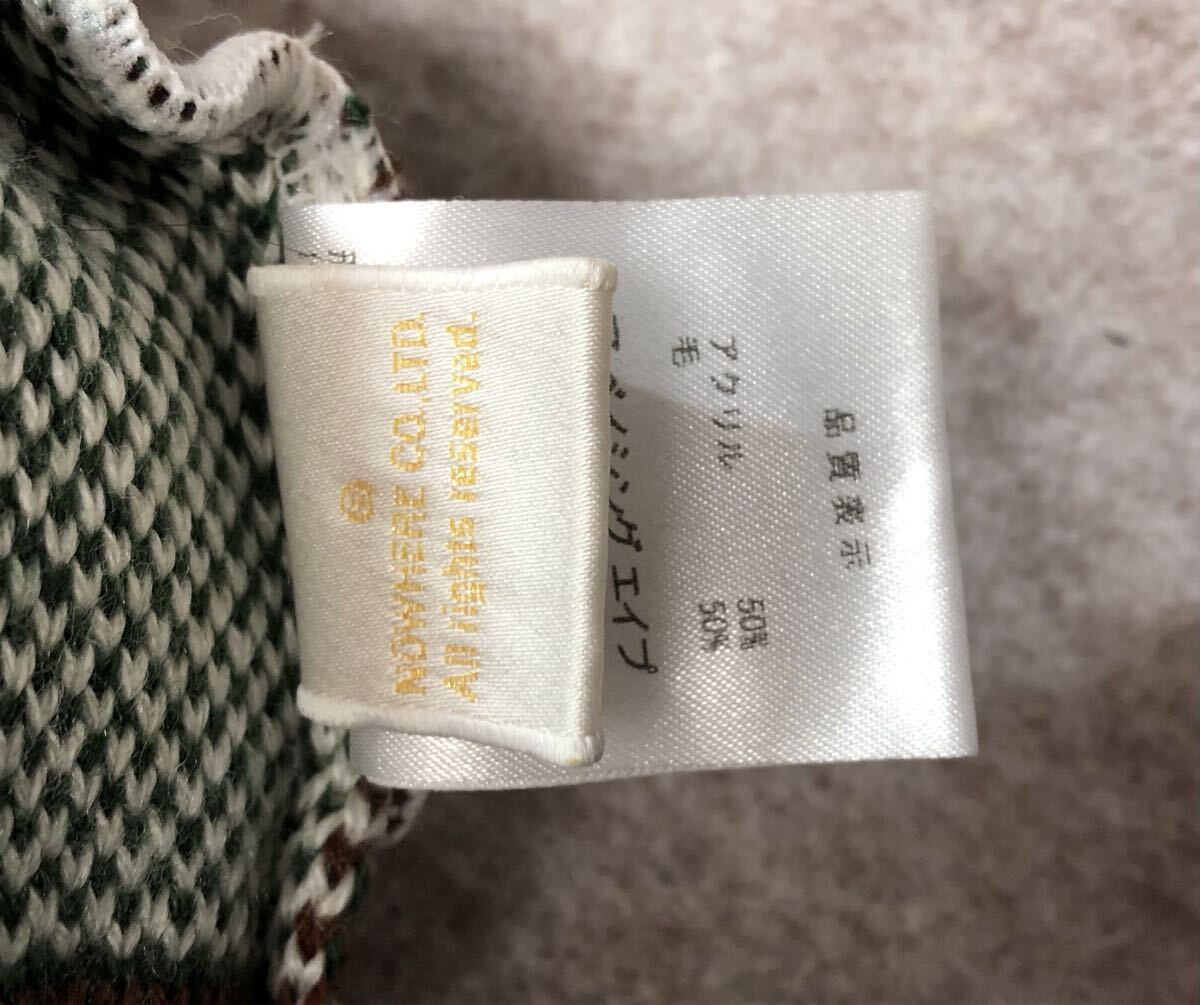 ©
NOWHERE CO.,LTD.
All rights reserved.
品質表示
アクリル 50%
毛 50%
ベイシングエイプ